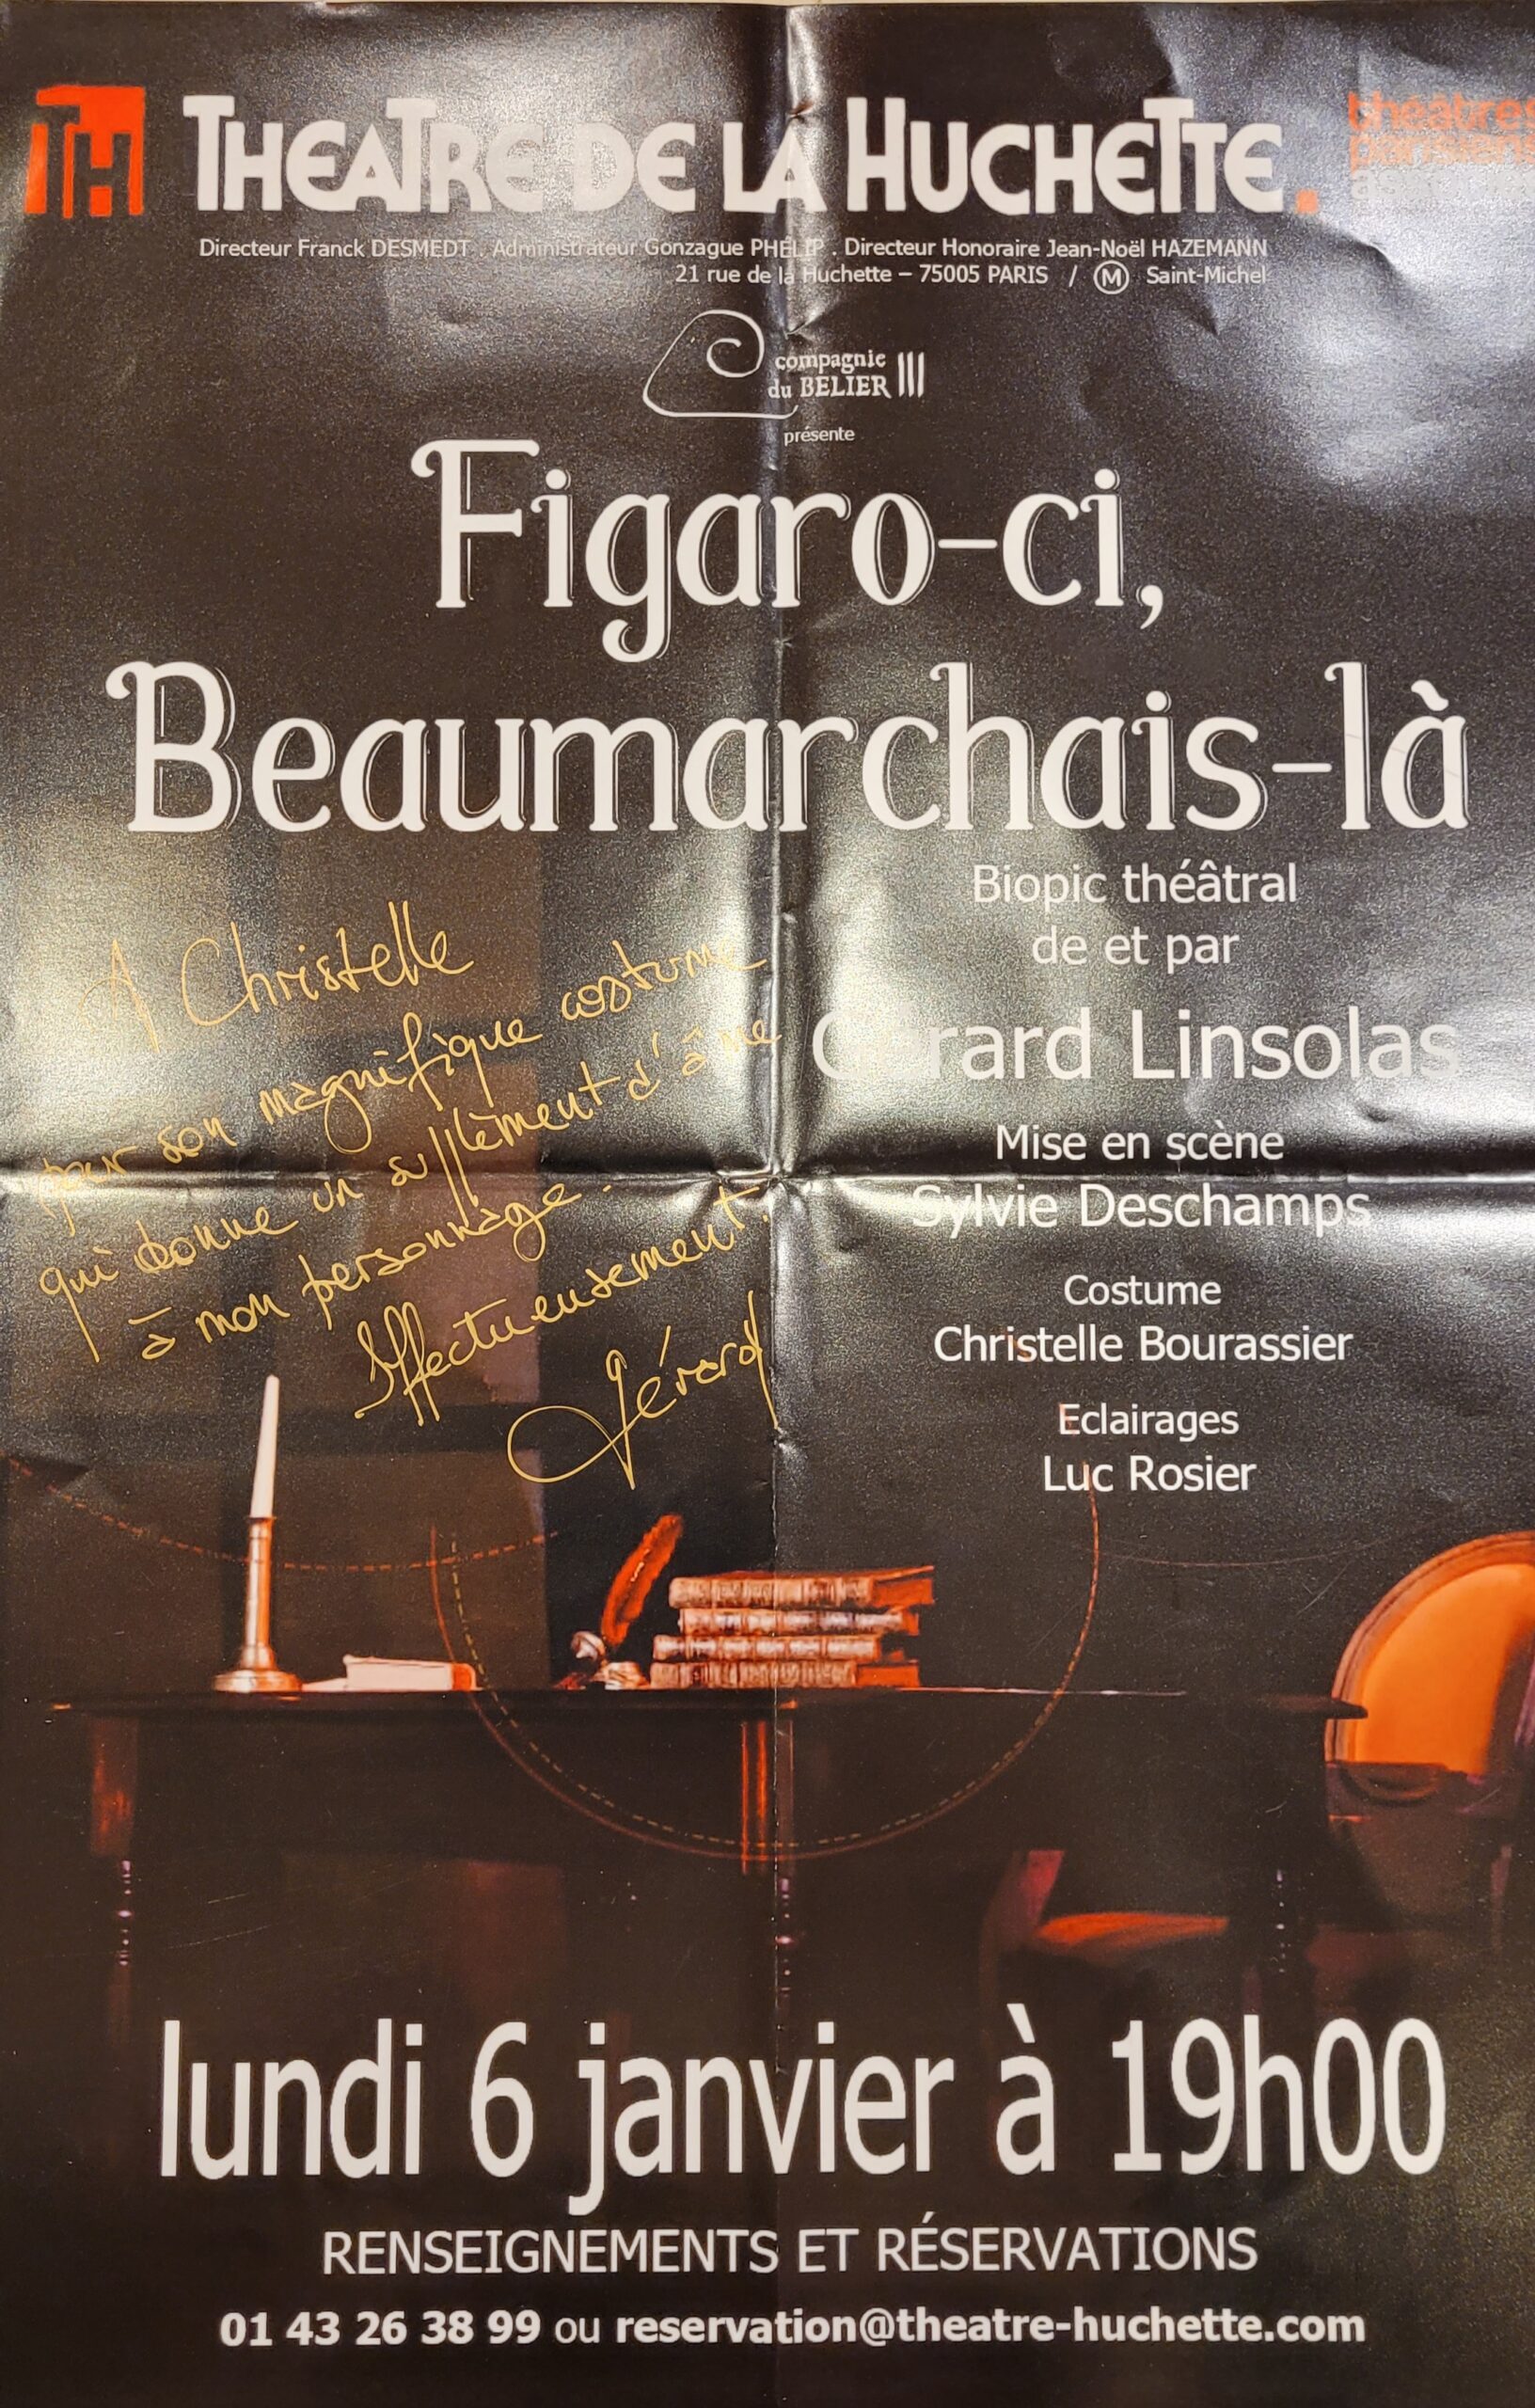 TH THEATRE DE LA HUCHETTE.
théâtres
parisiens
Directeur Franck DESMEDT . Administrateur Gonzague PHÉLIP . Directeur Honoraire Jean-Noël HAZEMANN
21 rue de la Huchette – 75005 PARIS / M Saint-Michel
compagnie
du BELIER
présente
Figaro-ci,
Beaumarchais-là
Biopic théâtral
de et par
Gérard Linsolas
Mise en scène
Sylvie Deschamps
Costume
Christelle Bourassier
Eclairages
Luc Rosier
A Christelle
pour son magnifique costume
qui donne un supplément d'âme
à mon personnage.
Affectueusement.
Gérard
lundi 6 janvier à 19h00
RENSEIGNEMENTS ET RÉSERVATIONS
01 43 26 38 99 ou reservation@theatre-huchette.com